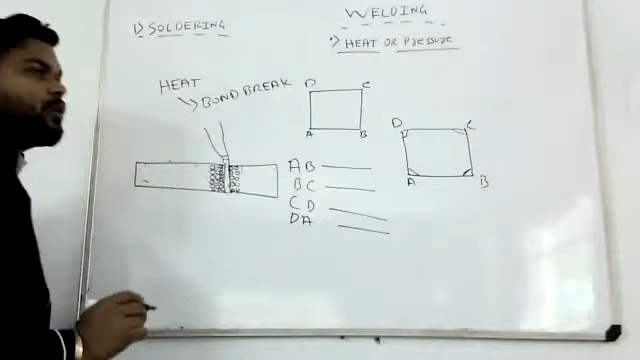 1) SOLDERING
WELDING
•) HEAT OR Pressure
HEAT
BOND BREAK
D C
A B
D C
A B
AB
BC
CD
DA